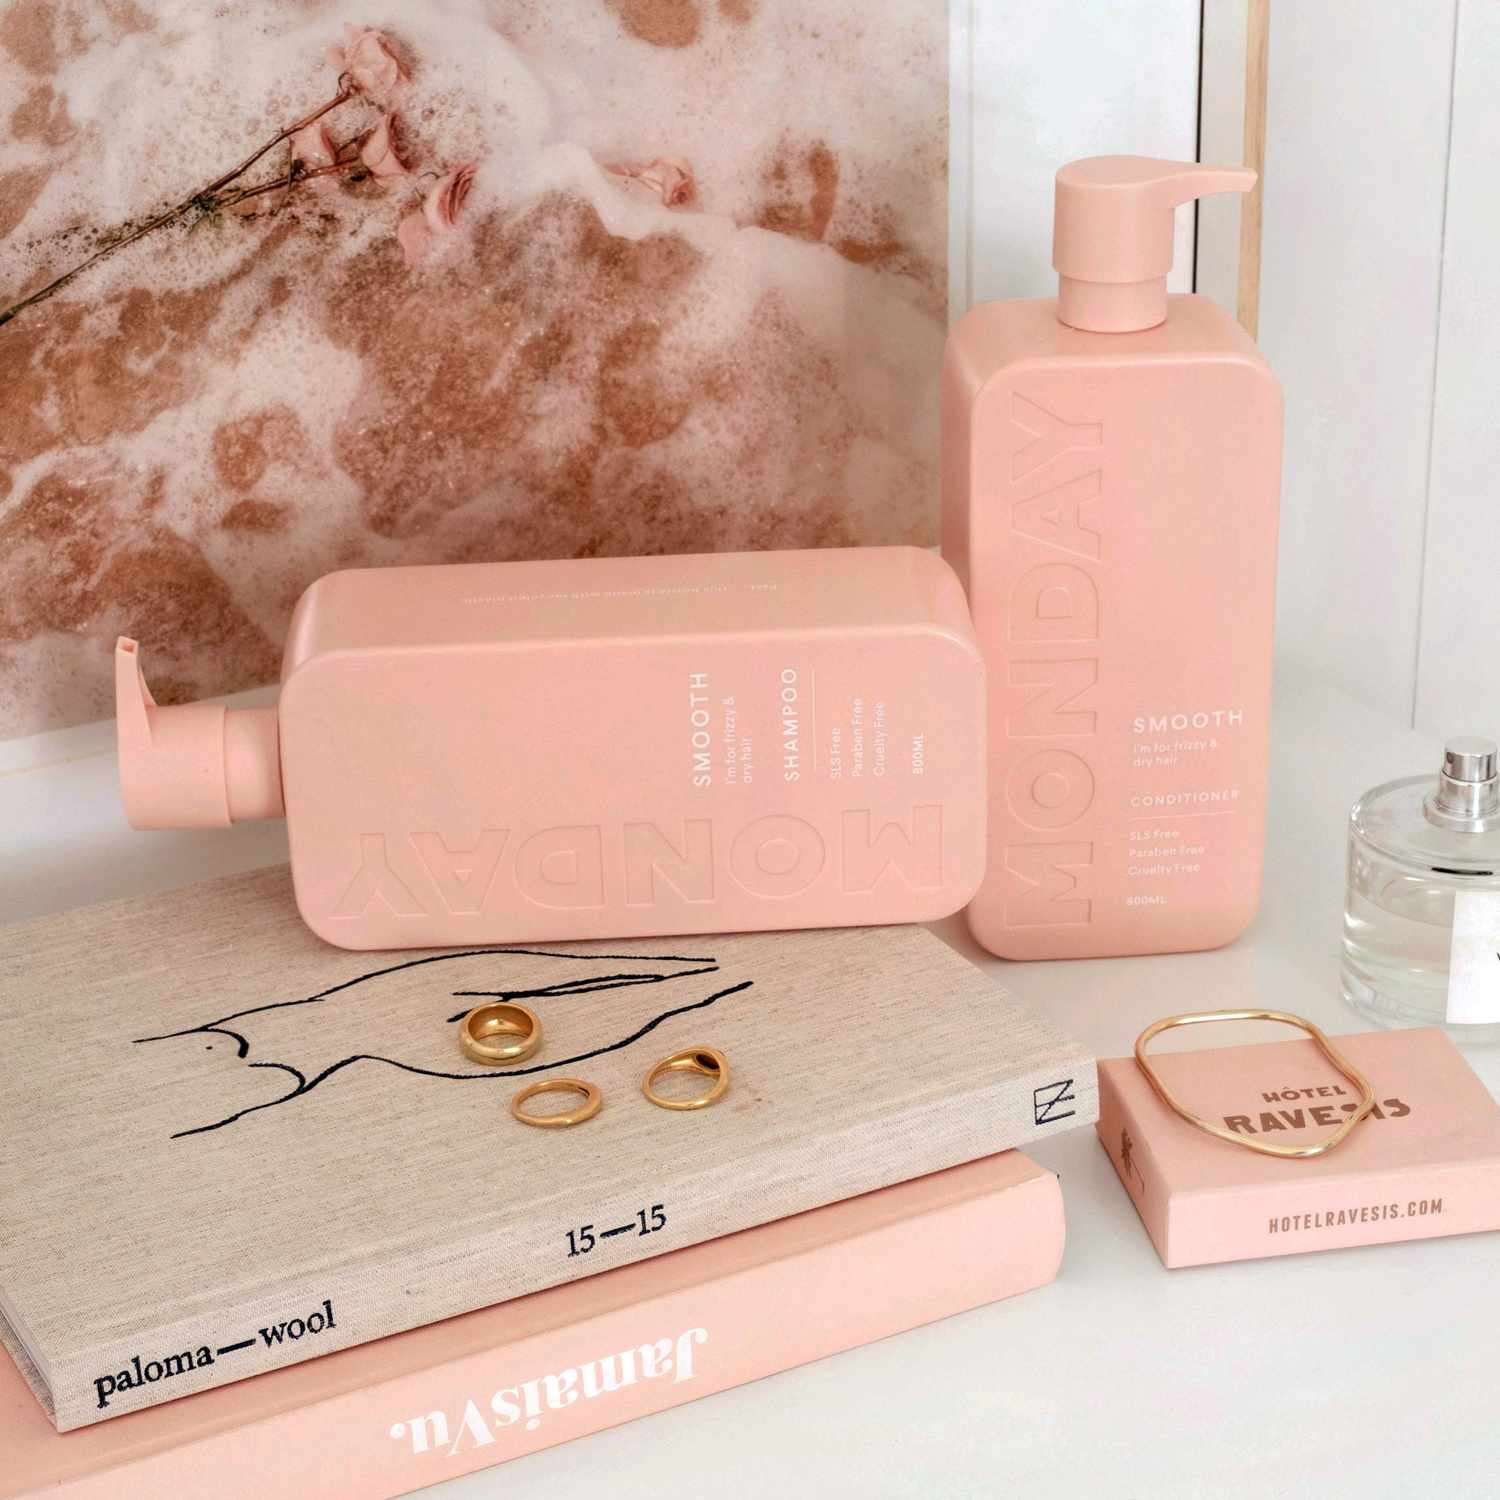 MONDAY
SMOOTH
I'm for frizzy &
dry hair
SHAMPOO
SLS Free
Paraben Free
Cruelty Free
800ML
MONDAY
SMOOTH
I'm for frizzy &
dry hair
CONDITIONER
SLS Free
Paraben Free
Cruelty Free
800ML
HÔTEL
RAVESIS
HOTELRAVESIS.COM
15—15
paloma—wool
JamaisVu.